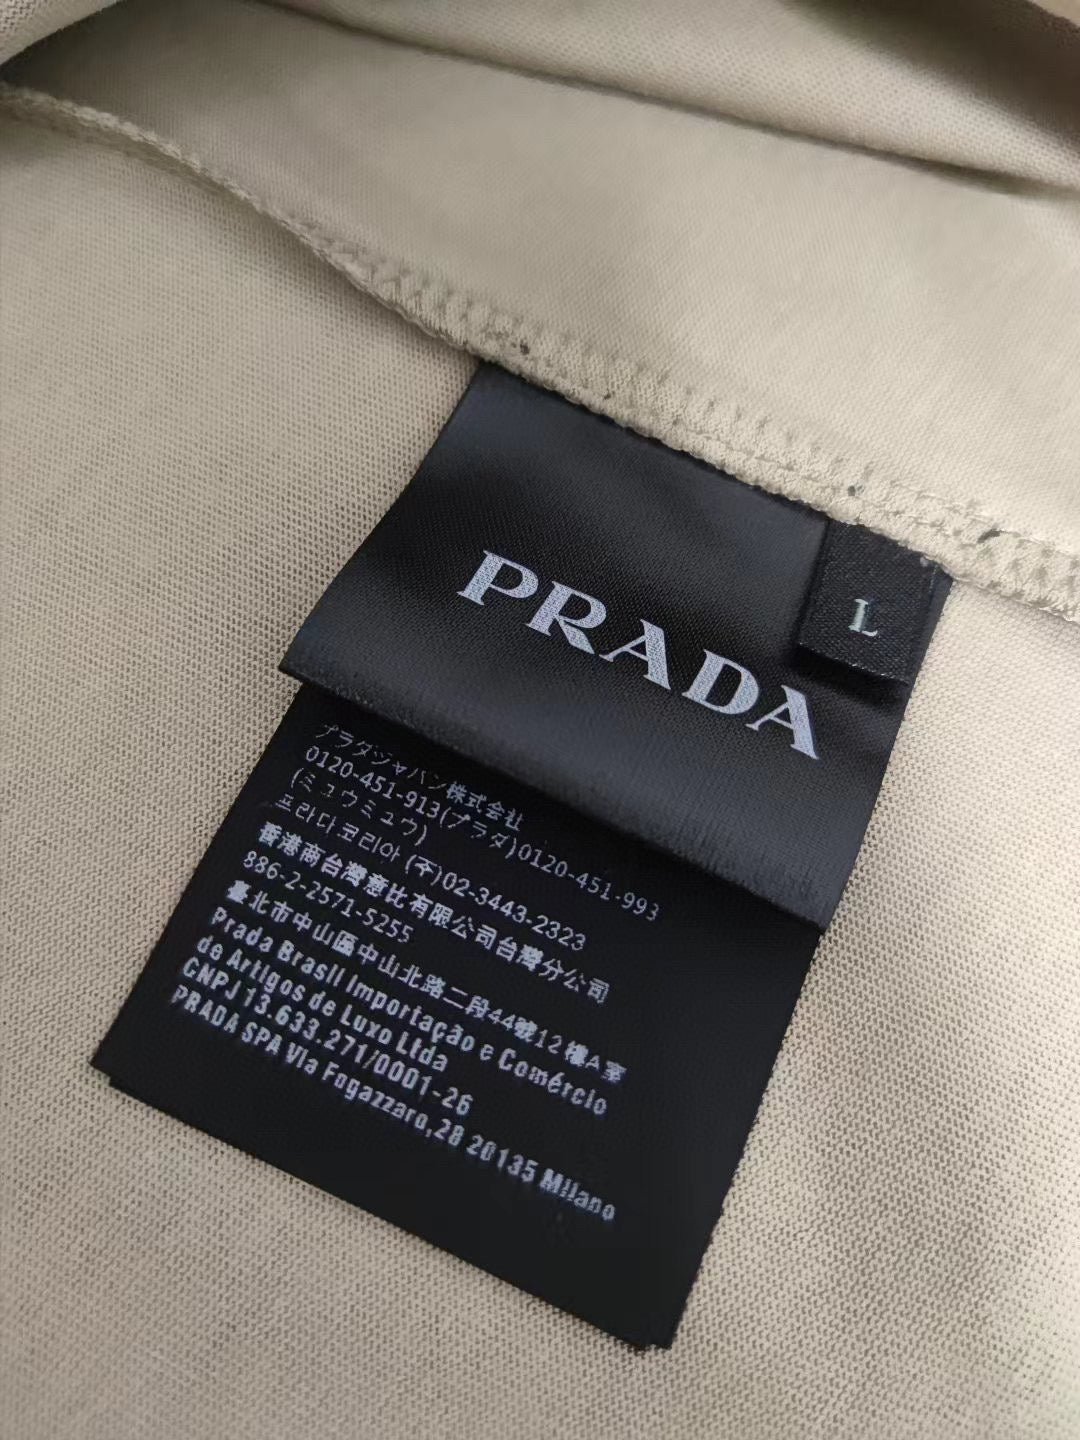 PRADA
L
プラダジャパン株式会社
0120-451-913(プラダ)0120-451-993
(ミュウミュウ)
프라다코리아(주)02-3443-2323
香港商台灣意比有限公司台灣分公司
886-2-2571-5255
臺北市中山區中山北路二段44號12樓A室
Prada Brasil Importação e Comércio
de Artigos de Luxo Ltda
CNPJ 13.633.271/0001-26
PRADA SPA Via Fogazzaro,28 20135 Milano